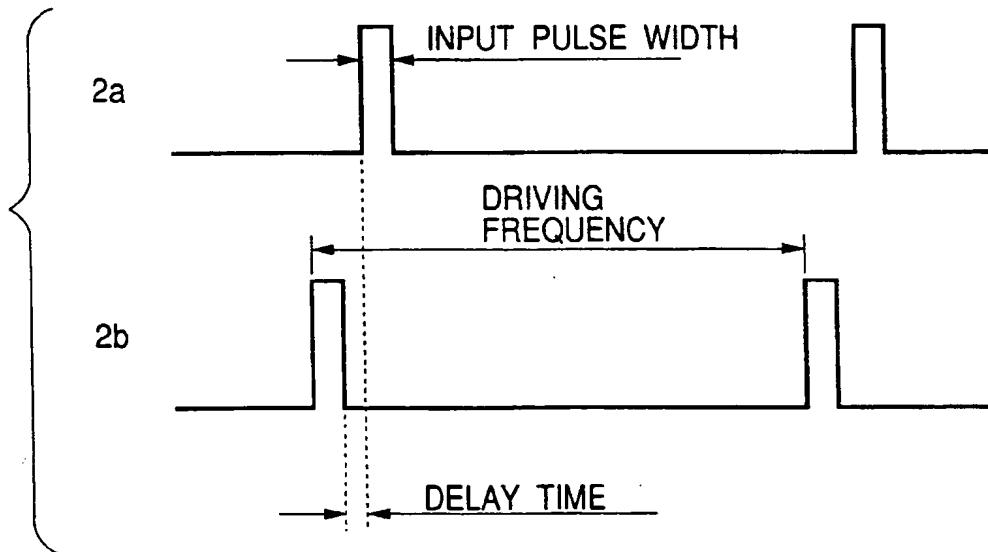 INPUT PULSE WIDTH
2a
DRIVING
FREQUENCY
2b
DELAY TIME